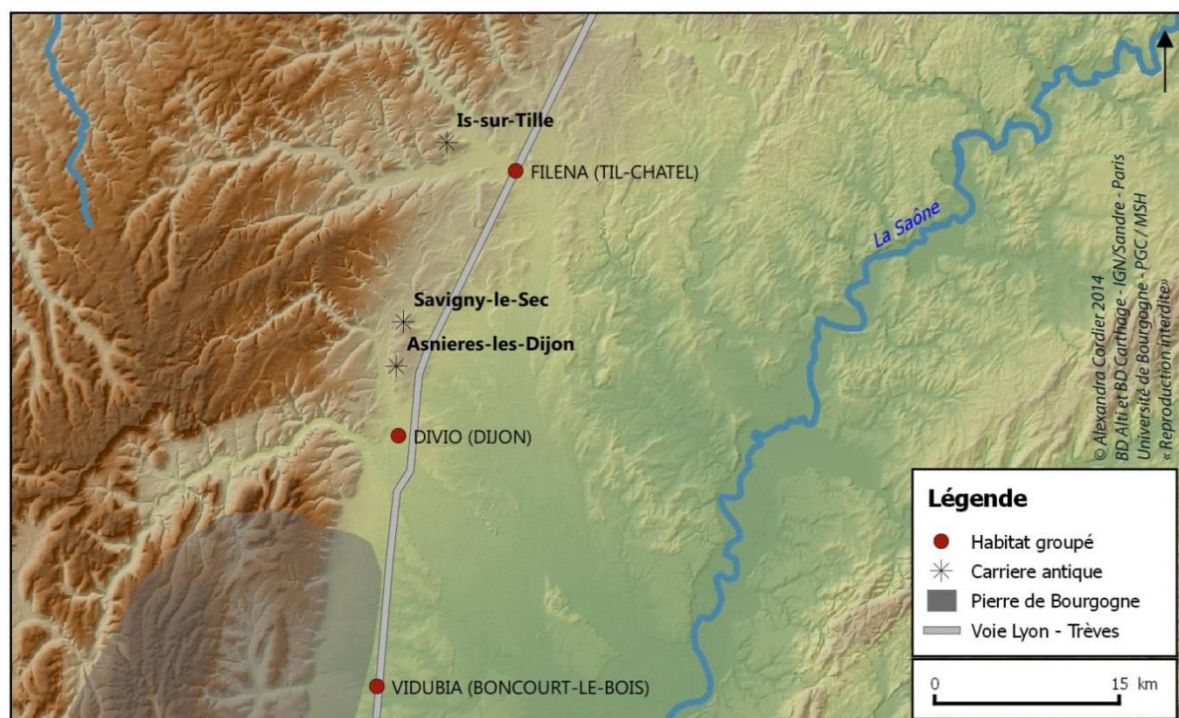 Is-sur-Tille
FILENA (TIL-CHATEL)
La Saône
Savigny-le-Sec
Asnieres-les-Dijon
DIVIO (DIJON)
VIDUBIA (BONCOURT-LE-BOIS)
© Alexandra Cordier 2014
BD Alti et BD Carthage - IGN/Sandre - Paris
Université de Bourgogne - PGC / MSH
« Reproduction interdite»
Légende
Habitat groupé
Carriere antique
Pierre de Bourgogne
Voie Lyon - Trèves
0 15 km